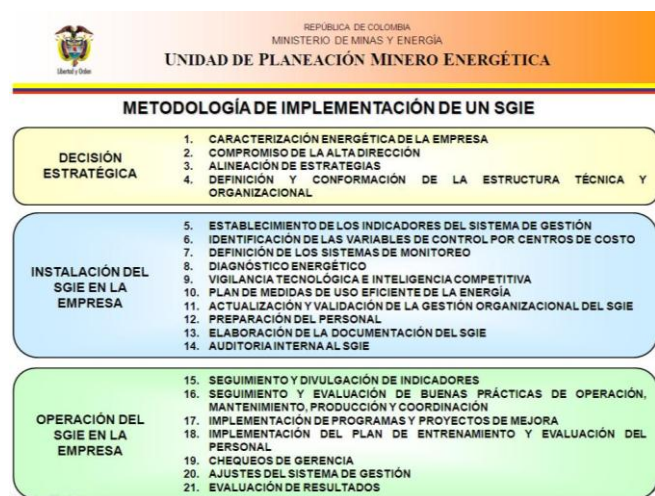 REPÚBLICA DE COLOMBIA
MINISTERIO DE MINAS Y ENERGÍA
UNIDAD DE PLANEACIÓN MINERO ENERGÉTICA
Libertad y Orden
METODOLOGÍA DE IMPLEMENTACIÓN DE UN SGIE
DECISIÓN
ESTRATÉGICA
1. CARACTERIZACIÓN ENERGÉTICA DE LA EMPRESA
2. COMPROMISO DE LA ALTA DIRECCIÓN
3. ALINEACIÓN DE ESTRATEGIAS
4. DEFINICIÓN Y CONFORMACIÓN DE LA ESTRUCTURA TÉCNICA Y
ORGANIZACIONAL
INSTALACIÓN DEL
SGIE EN LA
EMPRESA
5. ESTABLECIMIENTO DE LOS INDICADORES DEL SISTEMA DE GESTIÓN
6. IDENTIFICACIÓN DE LAS VARIABLES DE CONTROL POR CENTROS DE COSTO
7. DEFINICIÓN DE LOS SISTEMAS DE MONITOREO
8. DIAGNÓSTICO ENERGÉTICO
9. VIGILANCIA TECNOLÓGICA E INTELIGENCIA COMPETITIVA
10. PLAN DE MEDIDAS DE USO EFICIENTE DE LA ENERGÍA
11. ACTUALIZACIÓN Y VALIDACIÓN DE LA GESTIÓN ORGANIZACIONAL DEL SGIE
12. PREPARACIÓN DEL PERSONAL
13. ELABORACIÓN DE LA DOCUMENTACIÓN DEL SGIE
14. AUDITORIA INTERNA AL SGIE
OPERACIÓN DEL
SGIE EN LA
EMPRESA
15. SEGUIMIENTO Y DIVULGACIÓN DE INDICADORES
16. SEGUIMIENTO Y EVALUACIÓN DE BUENAS PRÁCTICAS DE OPERACIÓN,
MANTENIMIENTO, PRODUCCIÓN Y COORDINACIÓN
17. IMPLEMENTACIÓN DE PROGRAMAS Y PROYECTOS DE MEJORA
18. IMPLEMENTACIÓN DEL PLAN DE ENTRENAMIENTO Y EVALUACIÓN DEL
PERSONAL
19. CHEQUEOS DE GERENCIA
20. AJUSTES DEL SISTEMA DE GESTIÓN
21. EVALUACIÓN DE RESULTADOS